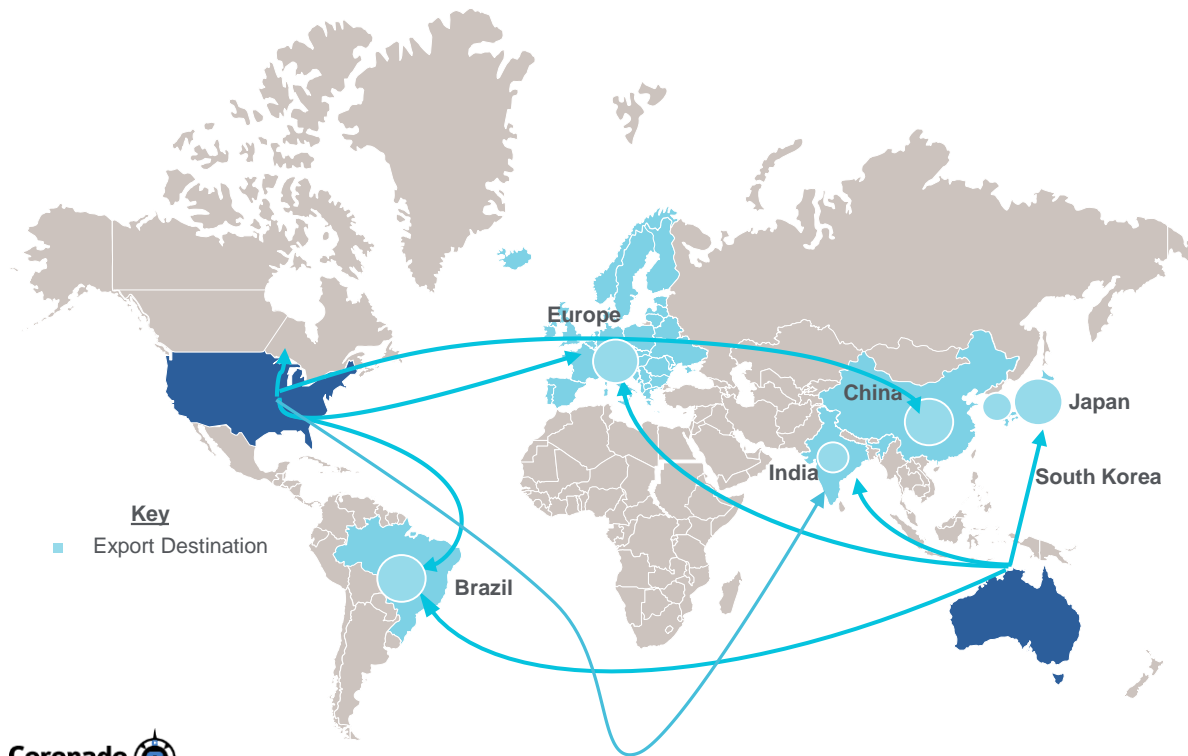 Europe
China
Japan
India
South Korea
Key
Export Destination
Brazil
Coronado